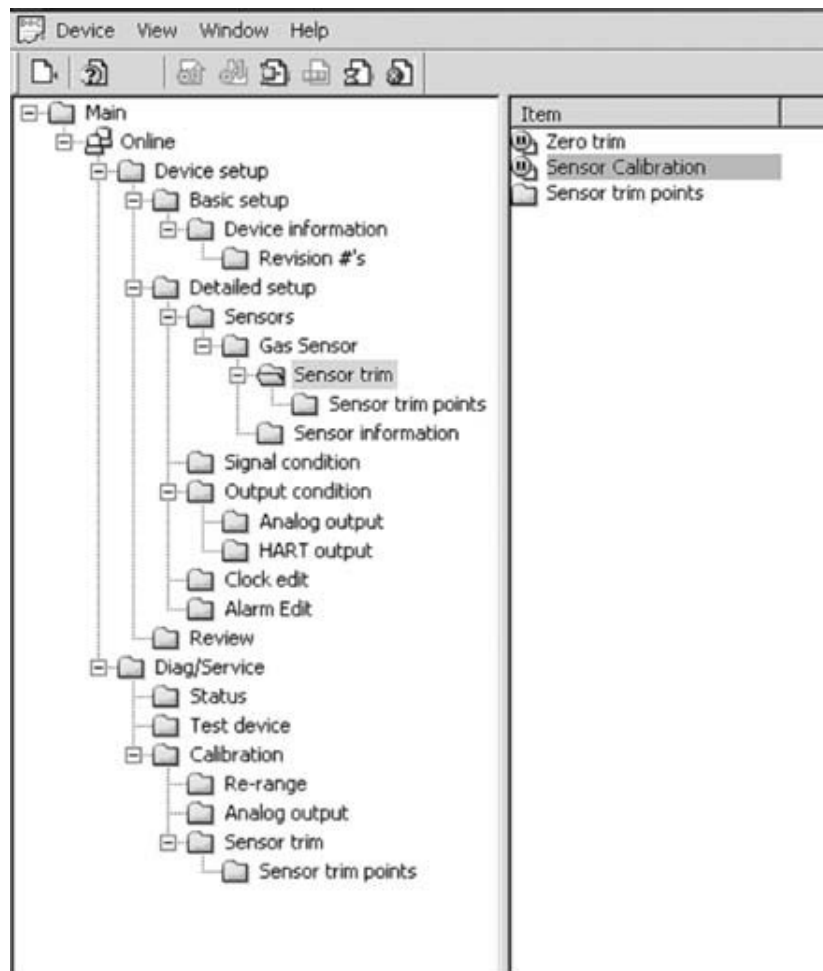 Device View Window Help
Main
Online
Device setup
Basic setup
Device information
Revision #'s
Detailed setup
Sensors
Gas Sensor
Sensor trim
Sensor trim points
Sensor information
Signal condition
Output condition
Analog output
HART output
Clock edit
Alarm Edit
Review
Diag/Service
Status
Test device
Calibration
Re-range
Analog output
Sensor trim
Sensor trim points
Item
Zero trim
Sensor Calibration
Sensor trim points